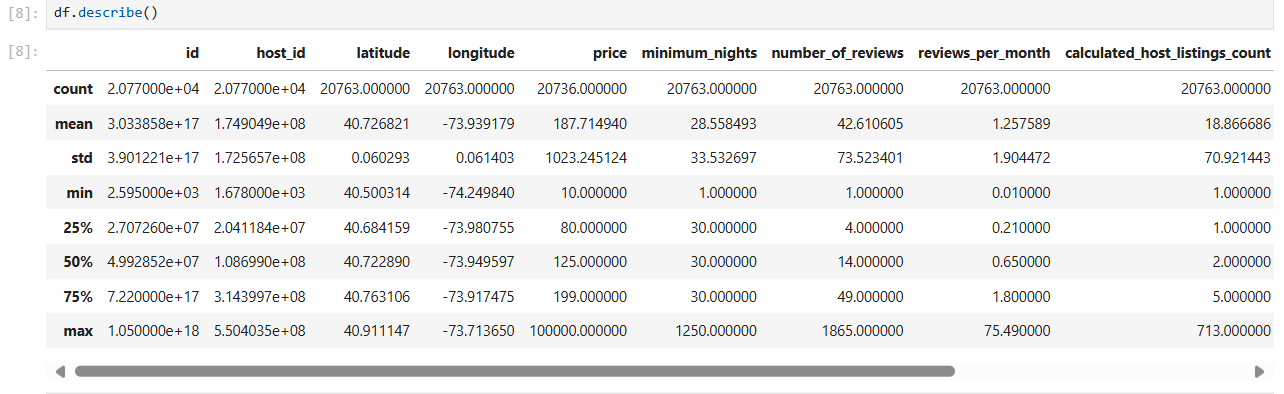 [8]: df.describe()
[8]: id host_id latitude longitude price minimum_nights number_of_reviews reviews_per_month calculated_host_listings_count
count 2.077000e+04 2.077000e+04 20763.000000 20763.000000 20736.000000 20763.000000 20763.000000 20763.000000 20763.000000
mean 3.033858e+17 1.749049e+08 40.726821 -73.939179 187.714940 28.558493 42.610605 1.257589 18.866686
std 3.901221e+17 1.725657e+08 0.060293 0.061403 1023.245124 33.532697 73.523401 1.904472 70.921443
min 2.595000e+03 1.678000e+03 40.500314 -74.249840 10.000000 1.000000 1.000000 0.010000 1.000000
25% 2.707260e+07 2.041184e+07 40.684159 -73.980755 80.000000 30.000000 4.000000 0.210000 1.000000
50% 4.992852e+07 1.086990e+08 40.722890 -73.949597 125.000000 30.000000 14.000000 0.650000 2.000000
75% 7.220000e+17 3.143997e+08 40.763106 -73.917475 199.000000 30.000000 49.000000 1.800000 5.000000
max 1.050000e+18 5.504035e+08 40.911147 -73.713650 100000.000000 1250.000000 1865.000000 75.490000 713.000000